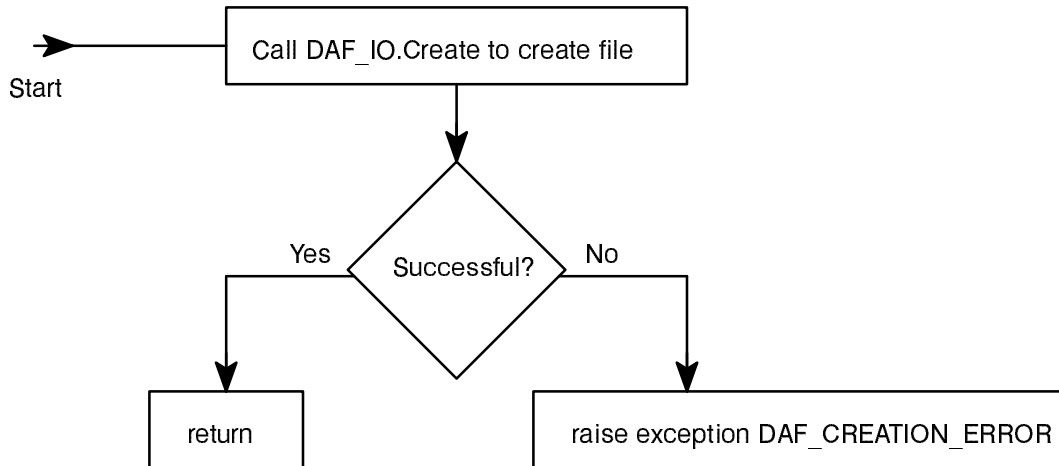 Call DAF_IO.Create to create file
Start
Yes
No
Successful?
return
raise exception DAF_CREATION_ERROR